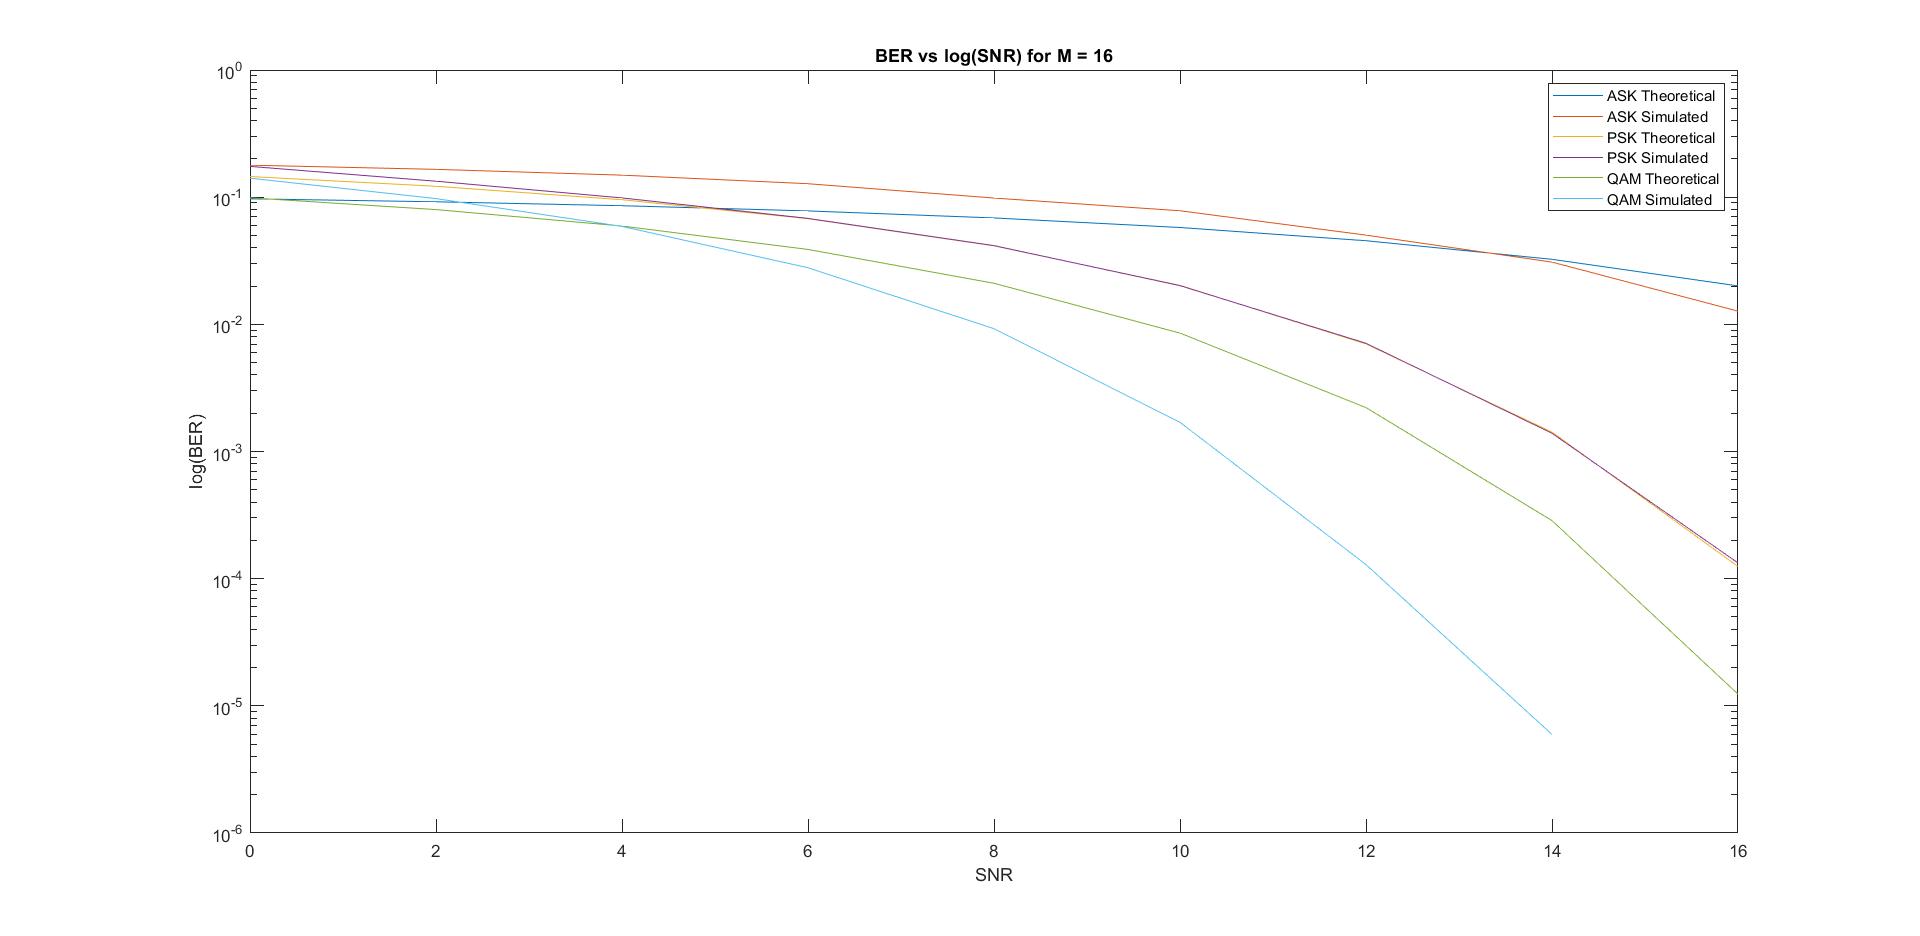 BER vs log(SNR) for M = 16
10^0
10^-1
10^-2
10^-3
10^-4
10^-5
10^-6
log(BER)
0 2 4 6 8 10 12 14 16
SNR
ASK Theoretical
ASK Simulated
PSK Theoretical
PSK Simulated
QAM Theoretical
QAM Simulated